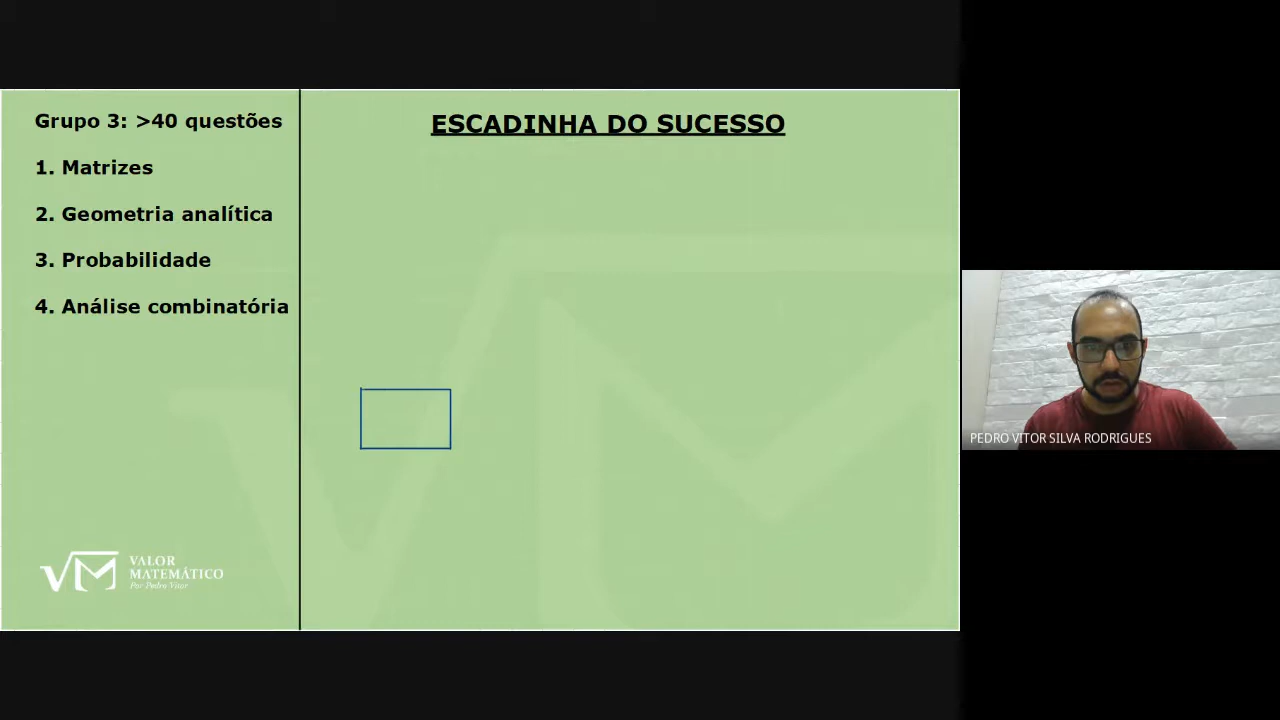 Grupo 3: >40 questões
1. Matrizes
2. Geometria analítica
3. Probabilidade
4. Análise combinatória
ESCADINHA DO SUCESSO
VM VALOR
MATEMÁTICO
Por Pedro Vitor
PEDRO VITOR SILVA RODRIGUES